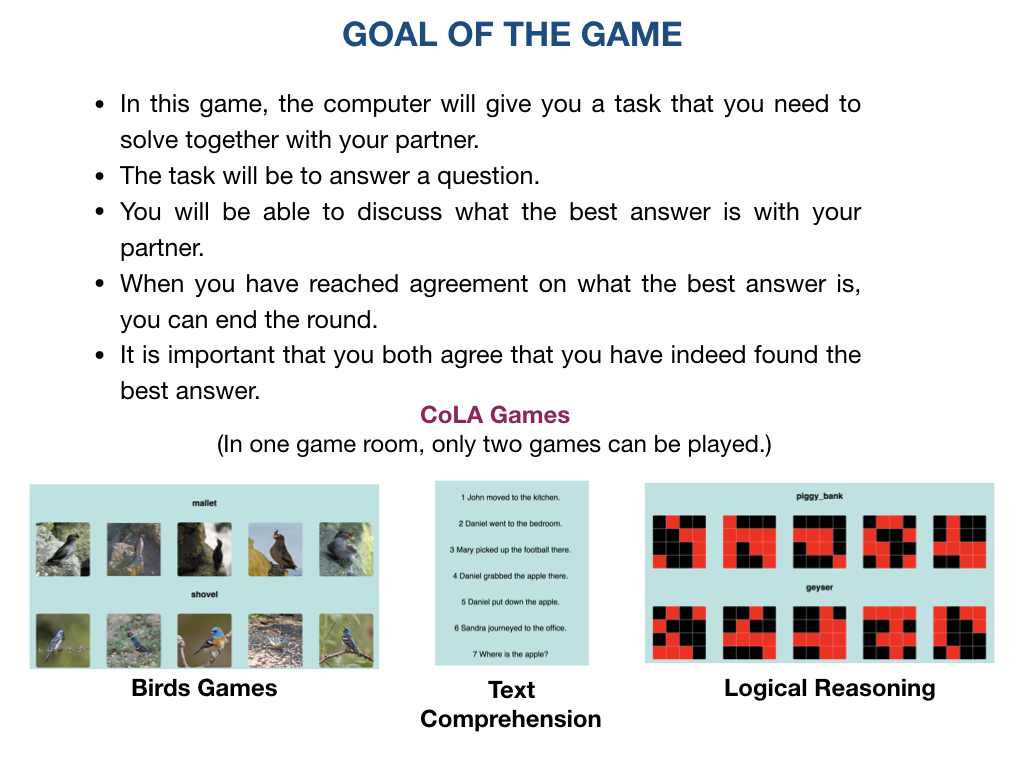 GOAL OF THE GAME
• In this game, the computer will give you a task that you need to
solve together with your partner.
• The task will be to answer a question.
• You will be able to discuss what the best answer is with your
partner.
• When you have reached agreement on what the best answer is,
you can end the round.
• It is important that you both agree that you have indeed found the
best answer.
CoLA Games
(In one game room, only two games can be played.)
mallet
shovel
Birds Games
1 John moved to the kitchen.
2 Daniel went to the bedroom.
3 Mary picked up the football there.
4 Daniel grabbed the apple there.
5 Daniel put down the apple.
6 Sandra journeyed to the office.
7 Where is the apple?
Text
Comprehension
piggy_bank
geyser
Logical Reasoning